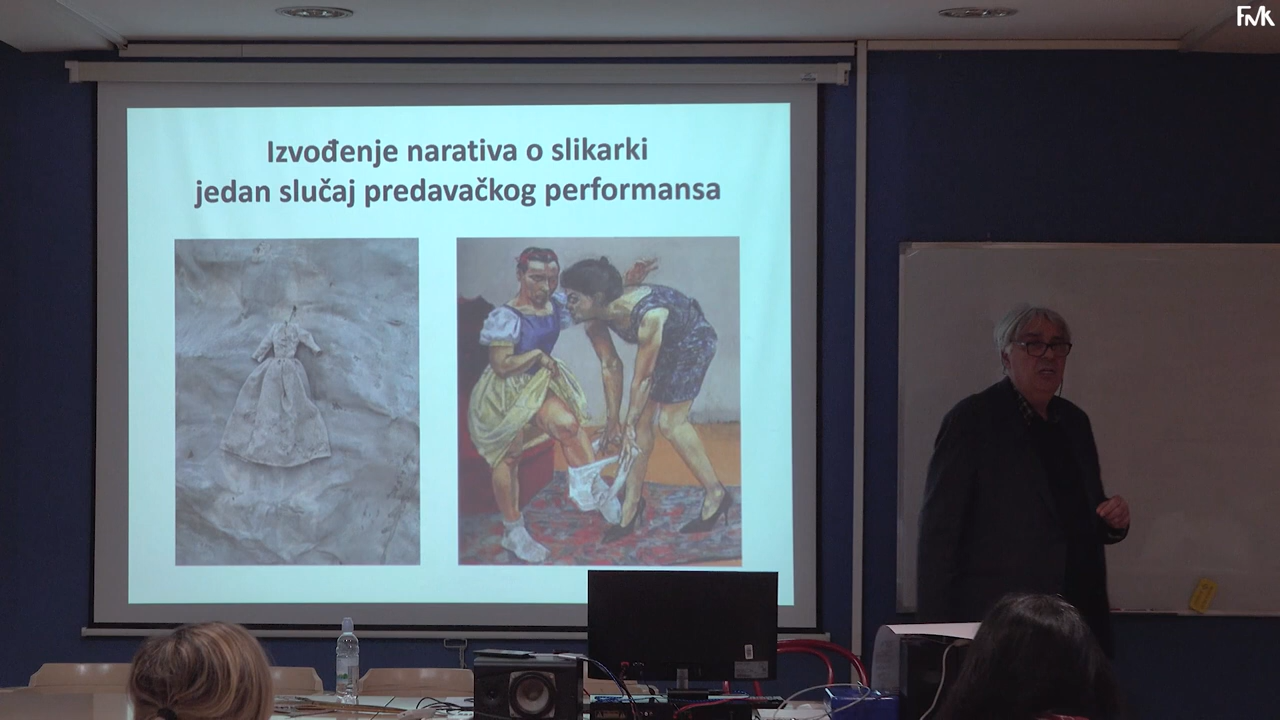 FMK
Izvođenje narativa o slikarki
jedan slučaj predavačkog performansa